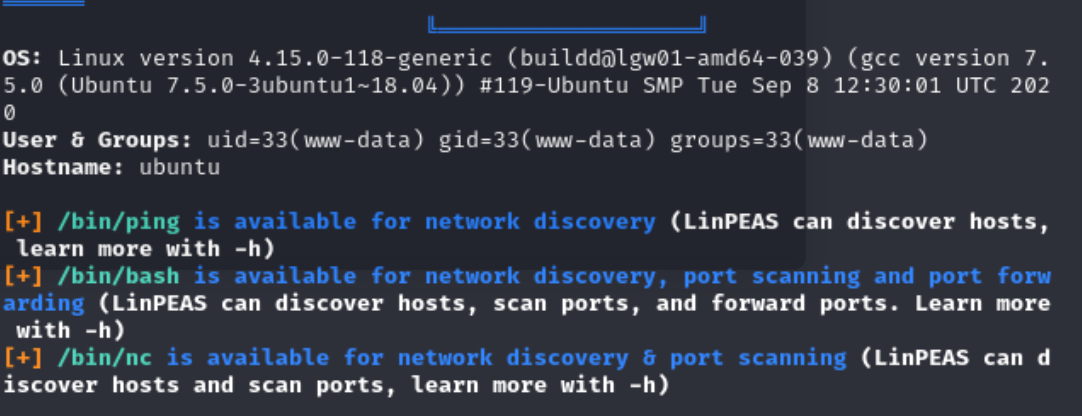 OS: Linux version 4.15.0-118-generic (buildd@lgw01-amd64-039) (gcc version 7.
5.0 (Ubuntu 7.5.0-3ubuntu1~18.04)) #119-Ubuntu SMP Tue Sep 8 12:30:01 UTC 202
0
User & Groups: uid=33(www-data) gid=33(www-data) groups=33(www-data)
Hostname: ubuntu
[+] /bin/ping is available for network discovery (LinPEAS can discover hosts,
learn more with -h)
[+] /bin/bash is available for network discovery, port scanning and port forw
arding (LinPEAS can discover hosts, scan ports, and forward ports. Learn more
with -h)
[+] /bin/nc is available for network discovery & port scanning (LinPEAS can d
iscover hosts and scan ports, learn more with -h)